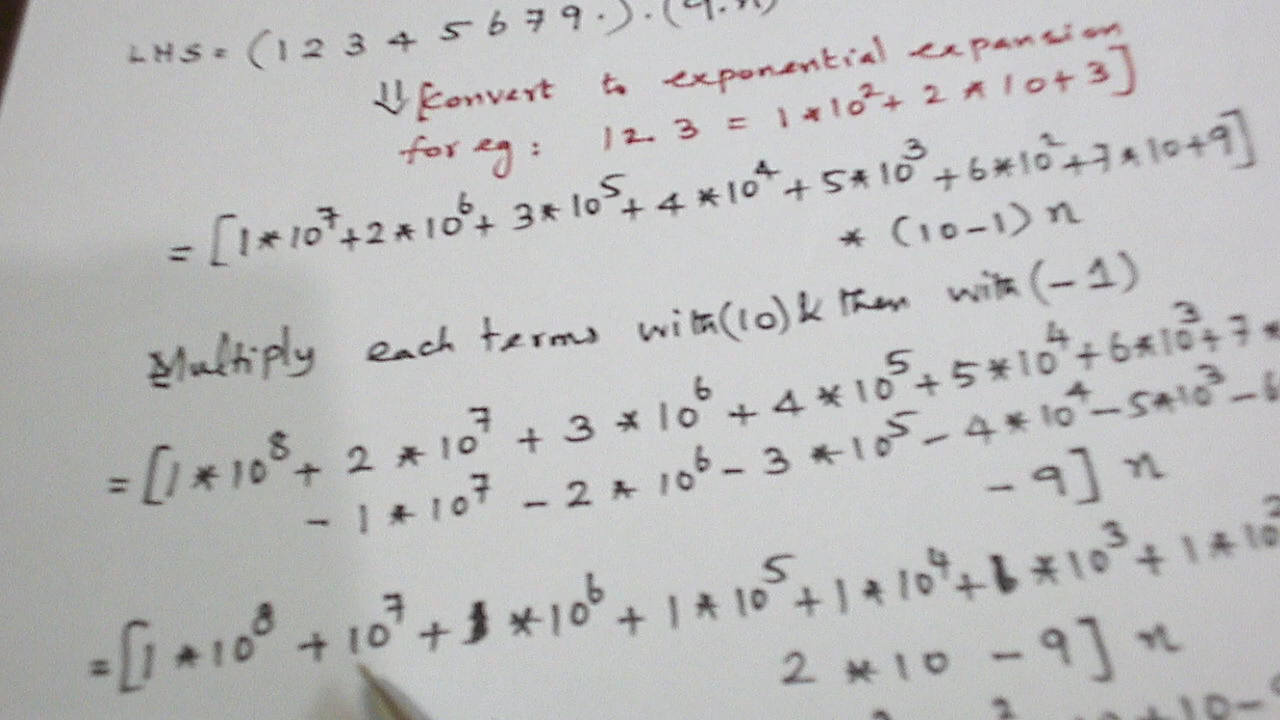 LHS = (1 2 3 4 5 6 7 9 .) . (9.n)
⇓ [Convert to exponential expansion
for eg : 123 = 1*10² + 2*10+3]
= [1*10⁷+2*10⁶+ 3*10⁵+ 4*10⁴+5*10³+6*10²+7*10+9]
* (10-1) n
Multiply each terms with(10)& then with(-1)
= [1*10⁸+ 2*10⁷ + 3*10⁶ + 4*10⁵+5*10⁴+6*10³+7*
- 1*10⁷ - 2*10⁶ - 3*10⁵ - 4*10⁴-5*10³-6
- 9] n
= [1*10⁸ +10⁷ +1*10⁶ + 1*10⁵+1*10⁴+1*10³+1*10²
2*10 -9] n